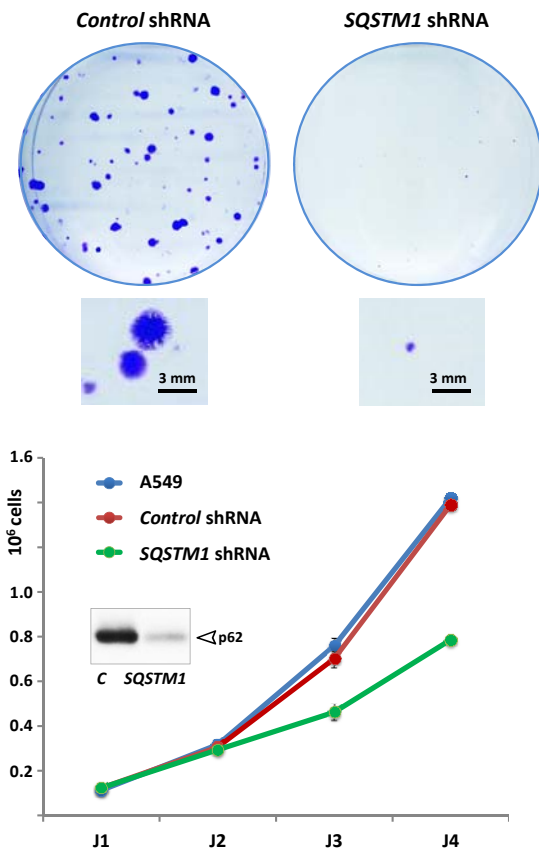 Control shRNA
SQSTM1 shRNA
3 mm
3 mm
10⁶ cells
1.6
1.0
0.8
0.6
0.4
0.2
A549
Control shRNA
SQSTM1 shRNA
p62
C SQSTM1
J1 J2 J3 J4